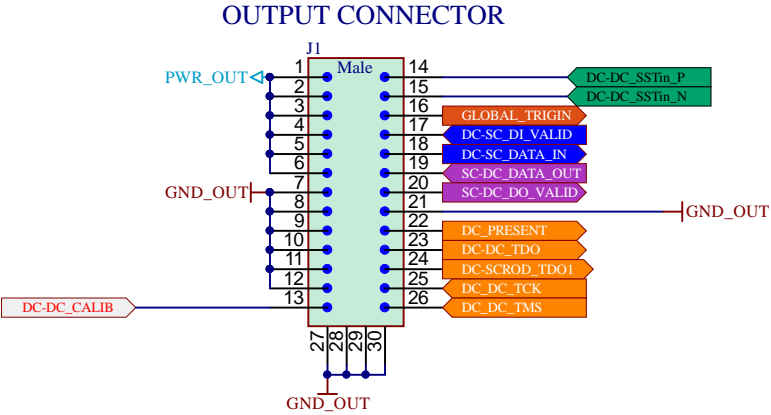 OUTPUT CONNECTOR
J1
Male
PWR_OUT 1 14 DC-DC_SSTin_P
2 15 DC-DC_SSTin_N
3 16 GLOBAL_TRIGIN
4 17 DC-SC_DI_VALID
5 18 DC-SC_DATA_IN
6 19 SC-DC_DATA_OUT
GND_OUT 7 20 SC-DC_DO_VALID
8 21 GND_OUT
9 22 DC_PRESENT
10 23 DC-DC_TDO
11 24 DC-SCROD_TDO1
12 25 DC_DC_TCK
DC-DC_CALIB 13 26 DC_DC_TMS
27 28 29 30
GND_OUT